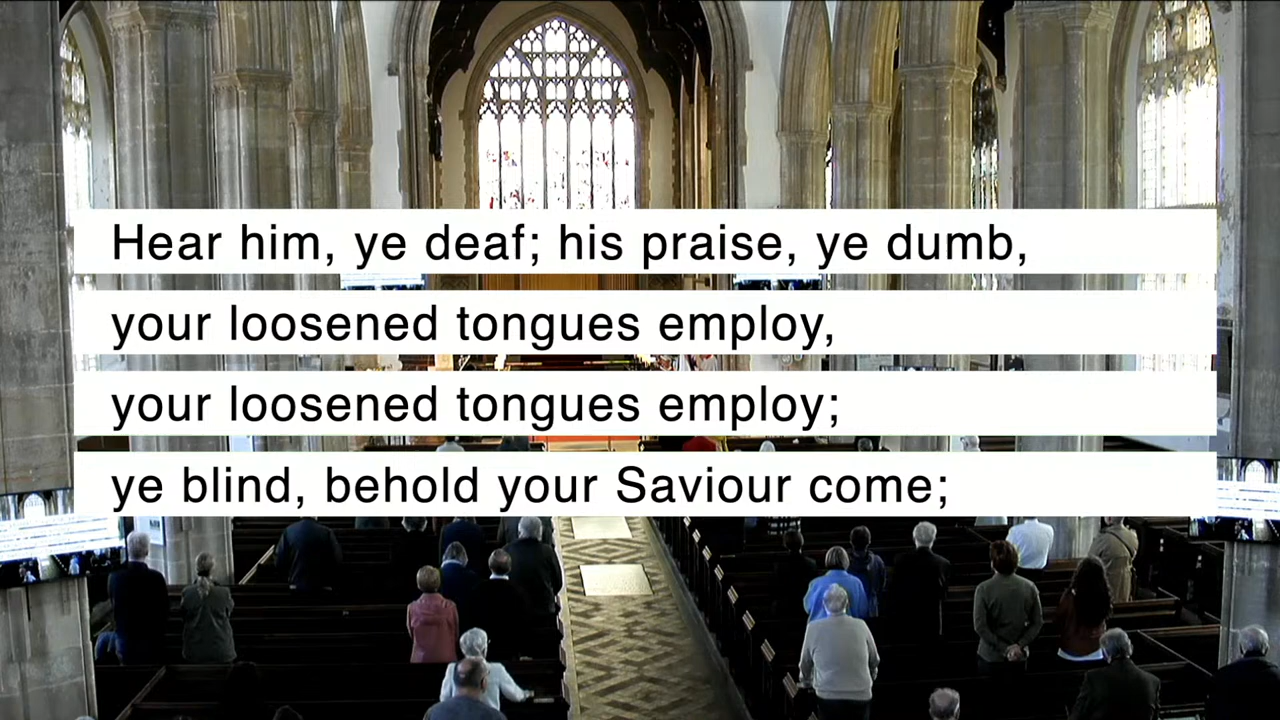 Hear him, ye deaf; his praise, ye dumb,
your loosened tongues employ,
your loosened tongues employ;
ye blind, behold your Saviour come;